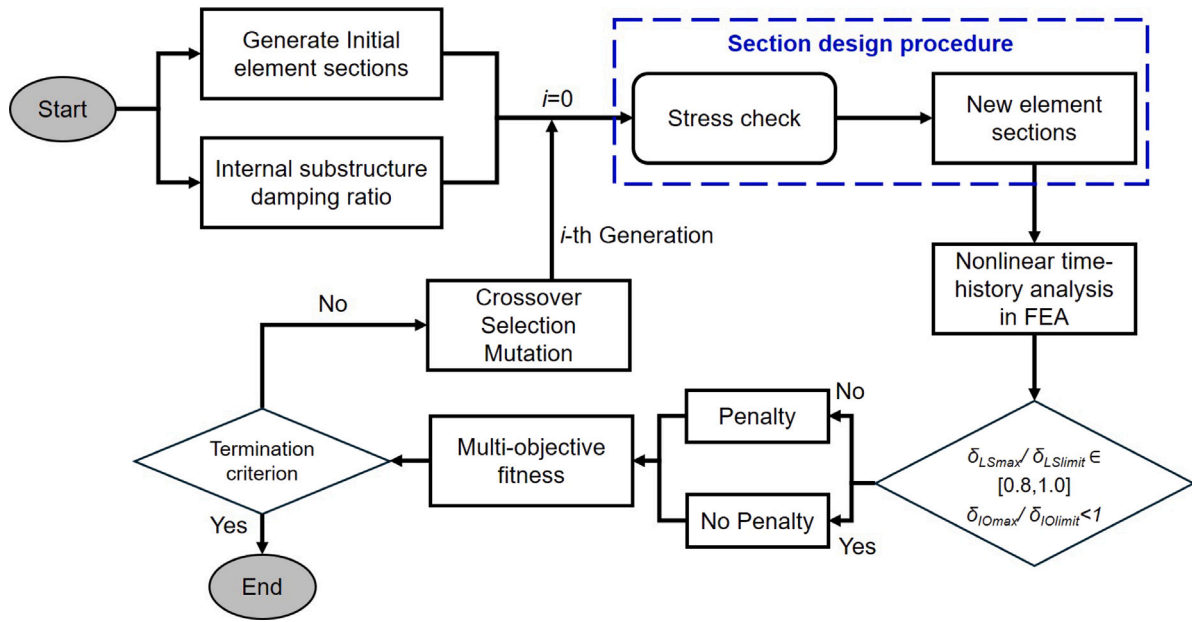 Start
Generate Initial
element sections
Internal substructure
damping ratio
i=0
Section design procedure
Stress check
New element
sections
Nonlinear time-
history analysis
in FEA
δLSmax/ δLSlimit ∈
[0.8,1.0]
δIOmax/ δIOlimit<1
No
Penalty
Yes
No Penalty
Multi-objective
fitness
Termination
criterion
No
Crossover
Selection
Mutation
i-th Generation
Yes
End